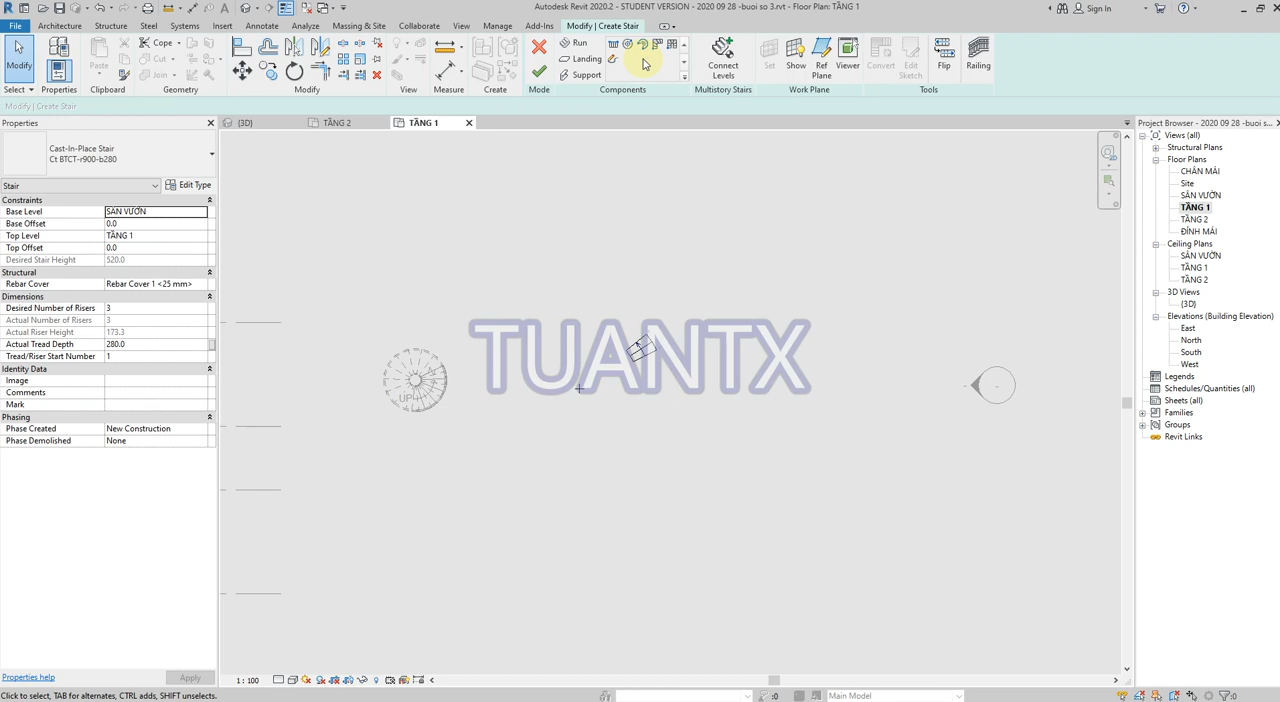 Autodesk Revit 2020.2 - STUDENT VERSION - 2020 09 28 -buoi so 3.rvt - Floor Plan: TẦNG 1
Sign In
File Architecture Structure Steel Systems Insert Annotate Analyze Massing & Site Collaborate View Manage Add-Ins Modify | Create Stair
Modify
Properties
Paste
Cope
Cut
Join
Run
Landing
Support
Connect Levels
Set
Show
Ref Plane
Viewer
Convert
Edit Sketch
Flip
Railing
Select Properties Clipboard Geometry Modify View Measure Create Mode Components Multistory Stairs Work Plane Tools
Modify | Create Stair
Properties
{3D}
TẦNG 2
TẦNG 1
Cast-In-Place Stair
Ct BTCT-r900-b280
Stair
Edit Type
Constraints
Base Level SÂN VƯỜN
Base Offset 0.0
Top Level TẦNG 1
Top Offset 0.0
Desired Stair Height 520.0
Structural
Rebar Cover Rebar Cover 1 <25 mm>
Dimensions
Desired Number of Risers 3
Actual Number of Risers 3
Actual Riser Height 173.3
Actual Tread Depth 280.0
Tread/Riser Start Number 1
Identity Data
Image
Comments
Mark
Phasing
Phase Created New Construction
Phase Demolished None
Properties help
Apply
UP
TUANTX
Project Browser - 2020 09 28 -buoi s...
Views (all)
Structural Plans
Floor Plans
CHÂN MÁI
Site
SÂN VƯỜN
TẦNG 1
TẦNG 2
ĐỈNH MÁI
Ceiling Plans
SÂN VƯỜN
TẦNG 1
TẦNG 2
3D Views
{3D}
Elevations (Building Elevation)
East
North
South
West
Legends
Schedules/Quantities (all)
Sheets (all)
Families
Groups
Revit Links
1 : 100
Click to select, TAB for alternates, CTRL adds, SHIFT unselects.
:0
Main Model
:0